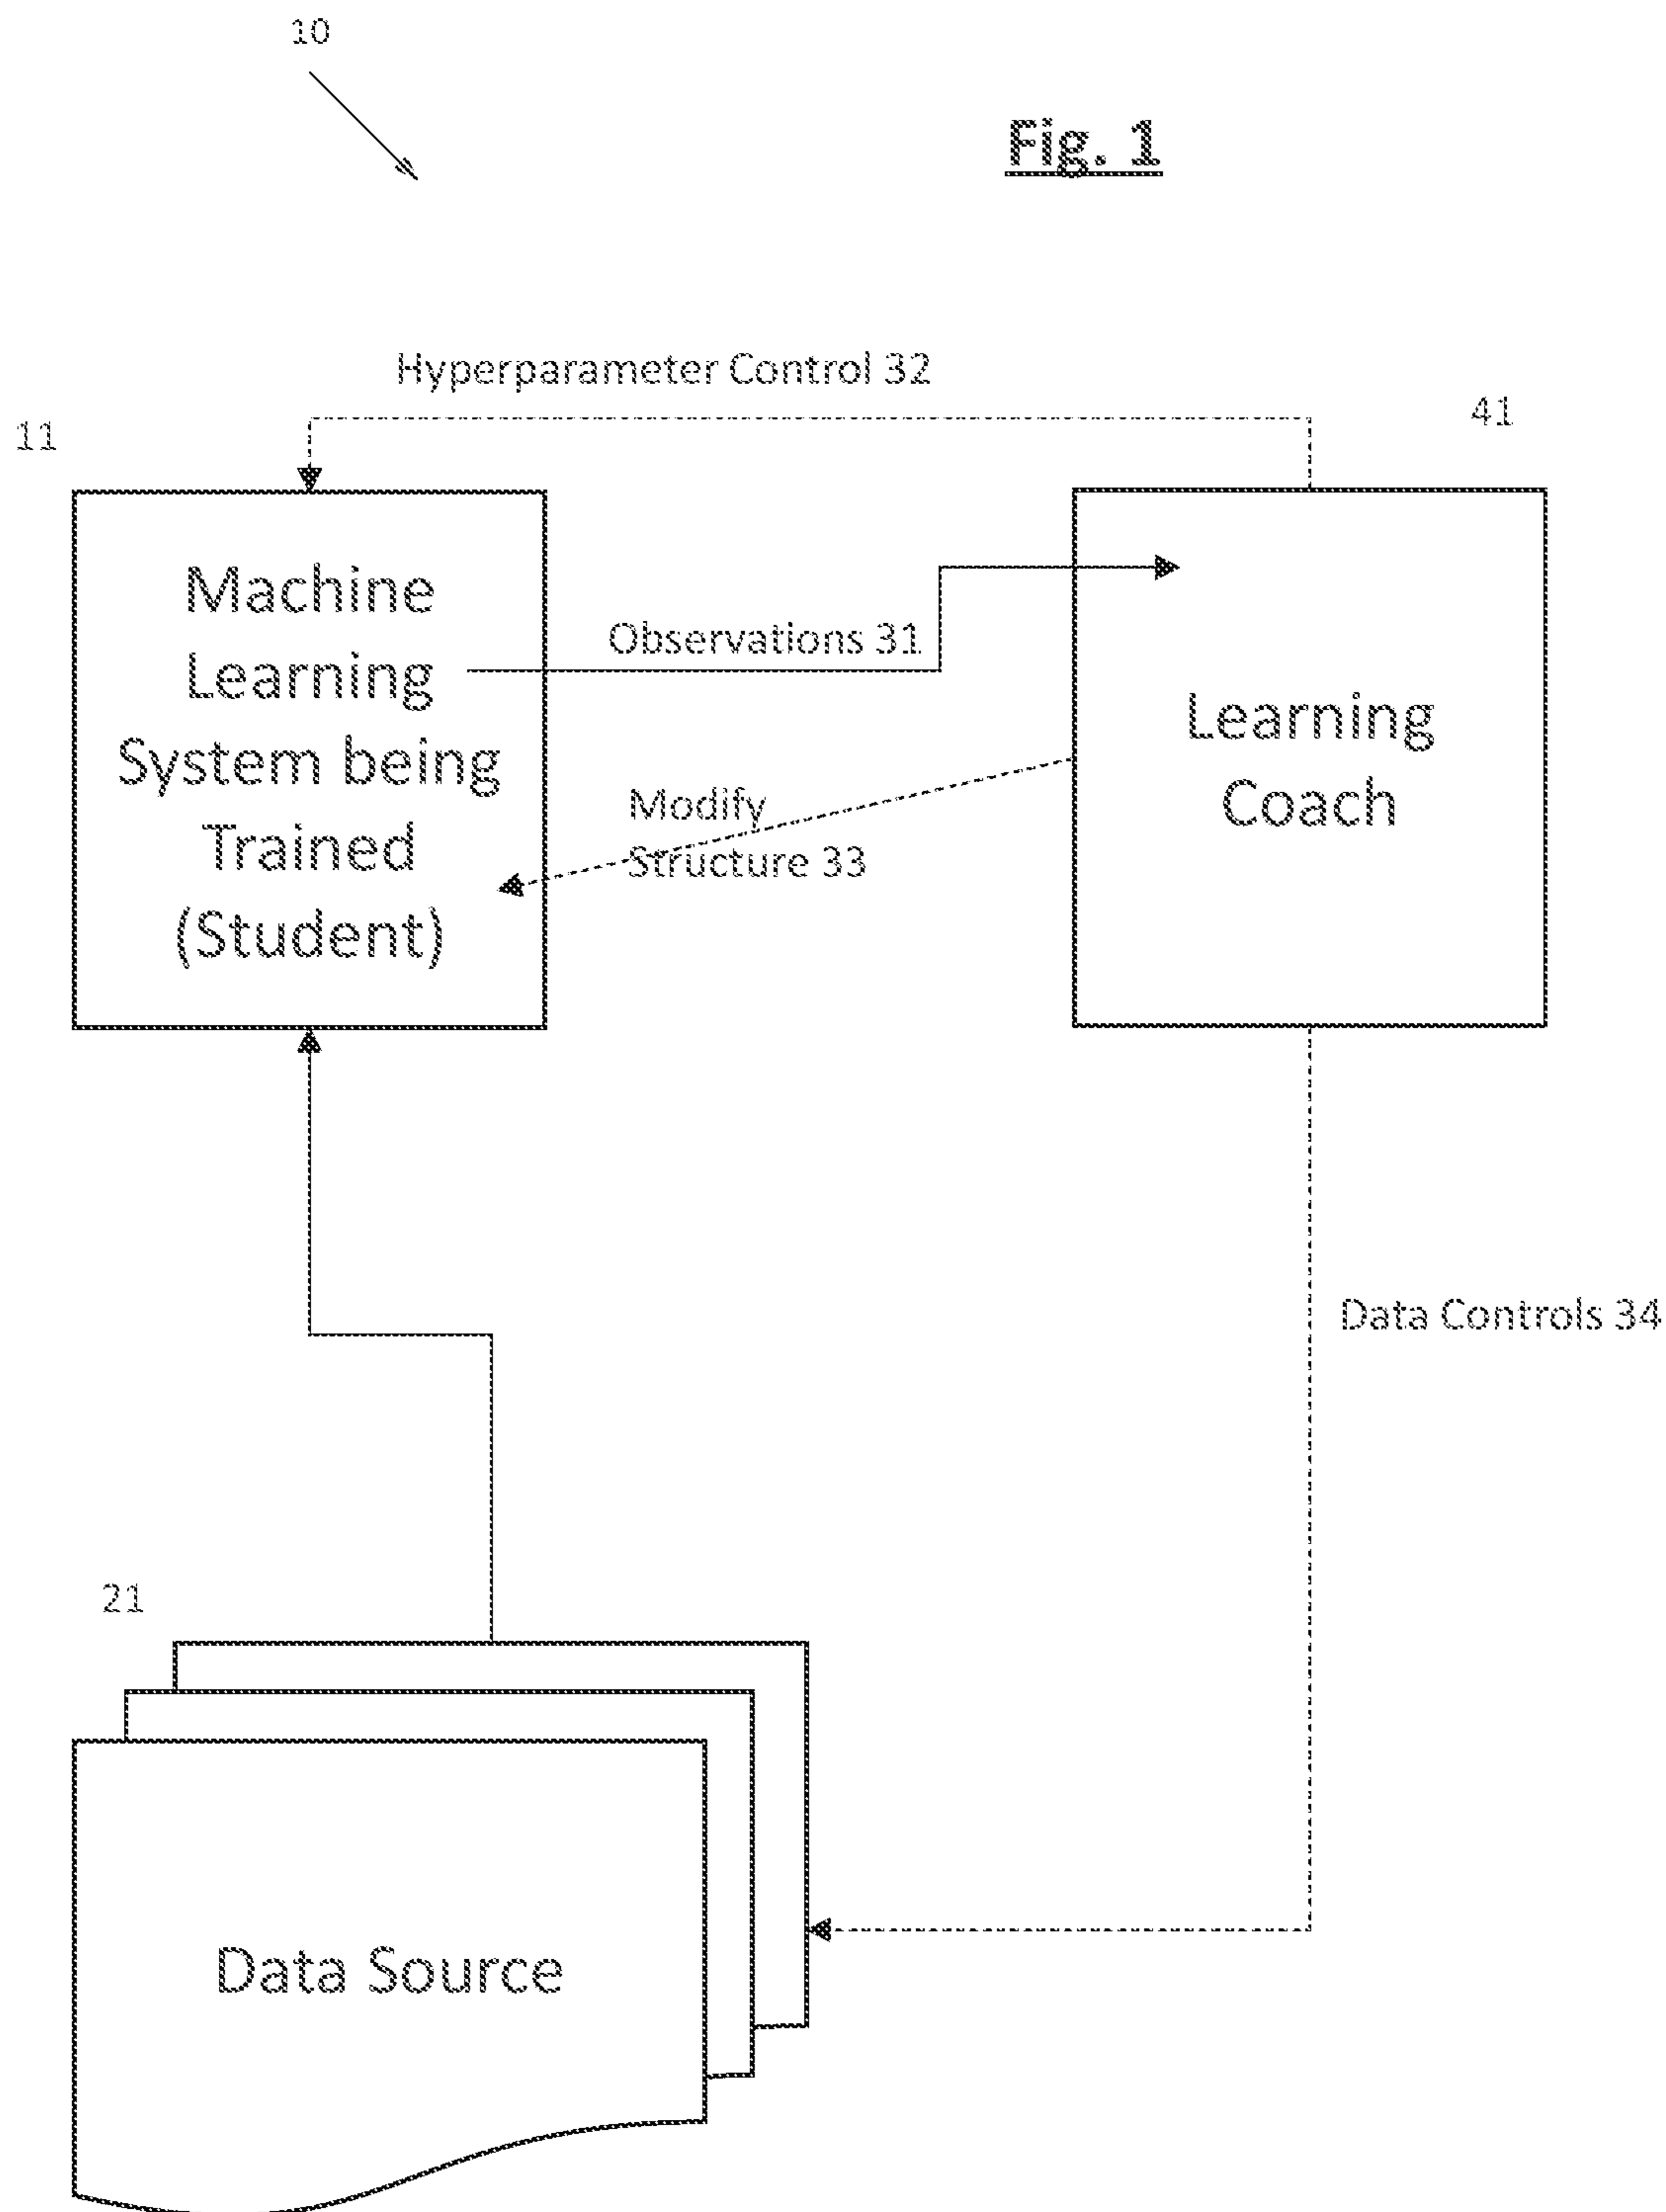 10
Fig. 1
Hyperparameter Control 32
11
41
Machine
Learning
System being
Trained
(Student)
Observations 31
Modify
Structure 33
Learning
Coach
Data Controls 34
21
Data Source